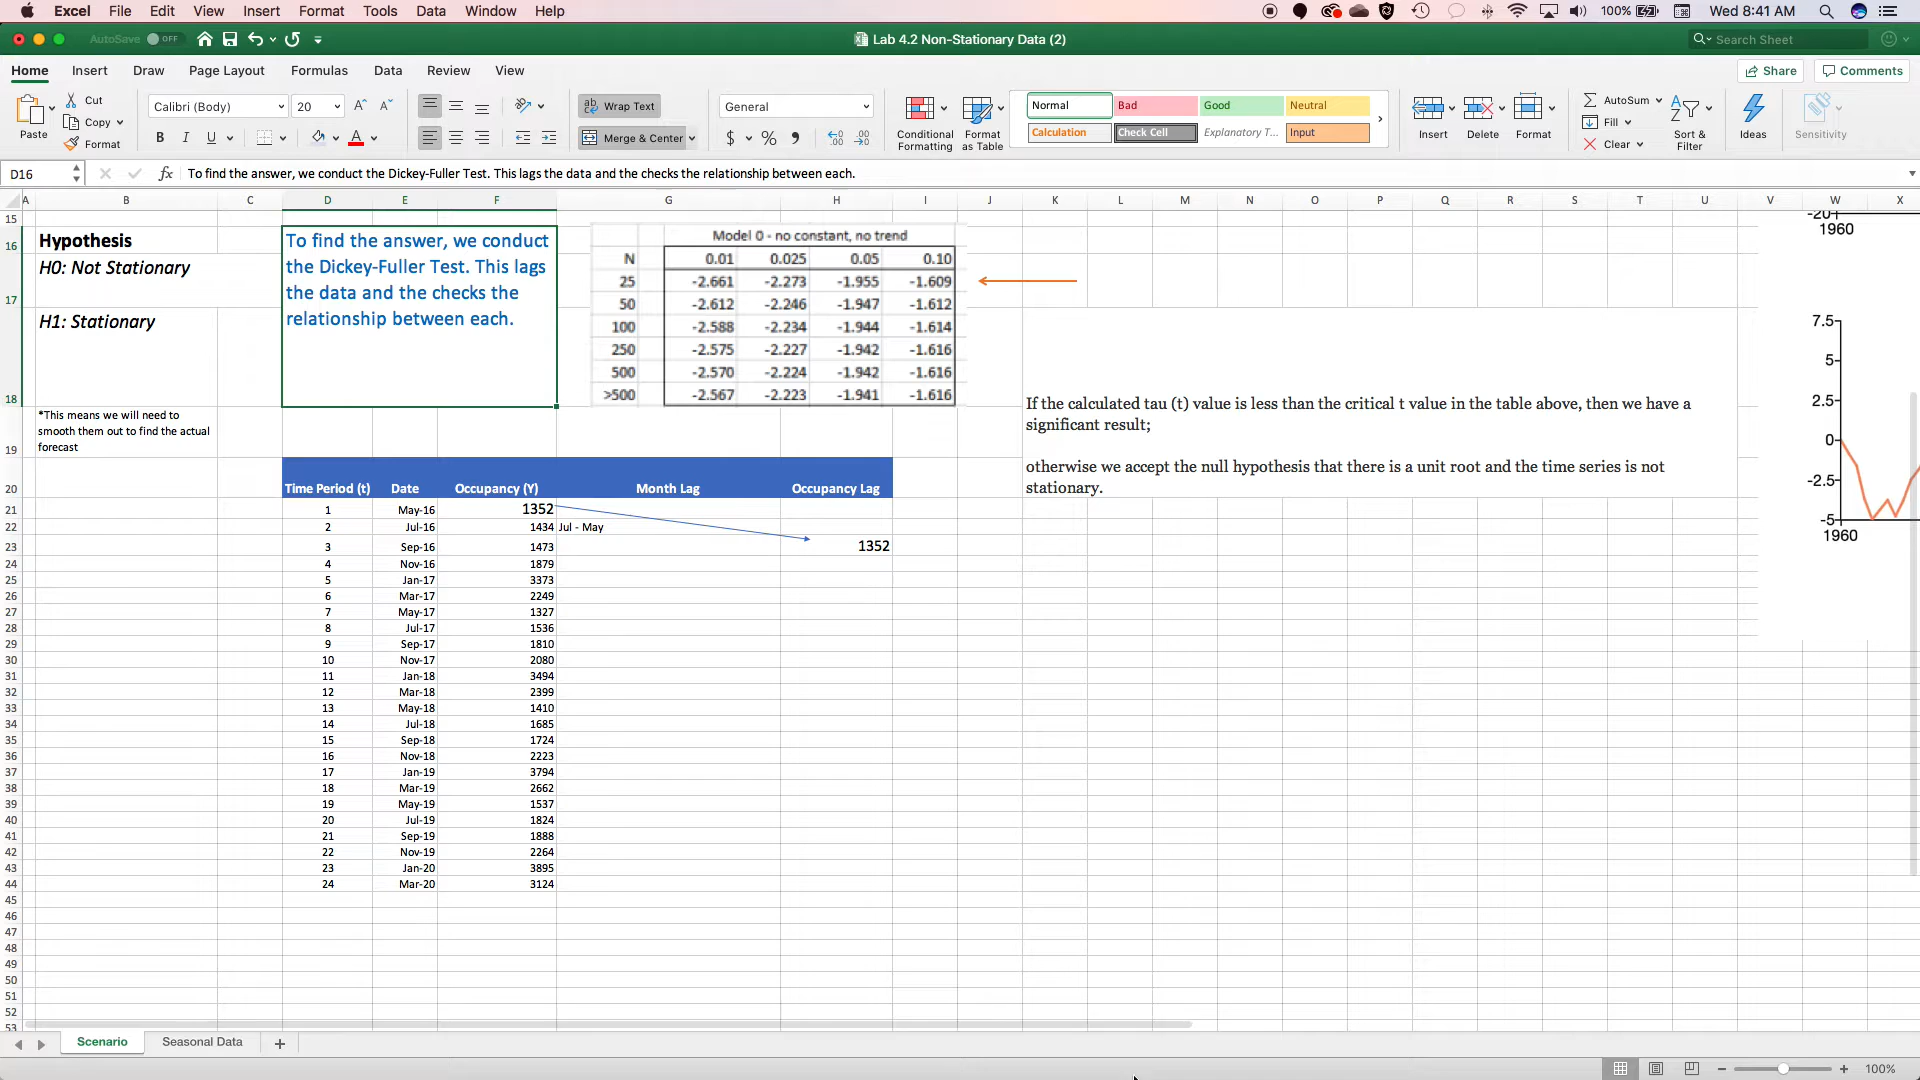 Excel File Edit View Insert Format Tools Data Window Help 100% Wed 8:41 AM
AutoSave OFF Lab 4.2 Non-Stationary Data (2) Search Sheet
Home Insert Draw Page Layout Formulas Data Review View Share Comments
Paste Cut Copy Format
Calibri (Body) 20 A A
B I U A
ab Wrap Text
Merge & Center
General
$ % ,
Conditional Formatting
Format as Table
Normal Bad Good Neutral
Calculation Check Cell Explanatory T... Input
Insert Delete Format
AutoSum
Fill
Clear
Sort & Filter
Ideas
Sensitivity
D16 fx To find the answer, we conduct the Dickey-Fuller Test. This lags the data and the checks the relationship between each.
A B C D E F G H I J K L M N O P Q R S T U V W X
15
16 Hypothesis
H0: Not Stationary
17
H1: Stationary
18
*This means we will need to
smooth them out to find the actual
forecast
19
To find the answer, we conduct
the Dickey-Fuller Test. This lags
the data and the checks the
relationship between each.
Model 0 - no constant, no trend
N 0.01 0.025 0.05 0.10
25 -2.661 -2.273 -1.955 -1.609
50 -2.612 -2.246 -1.947 -1.612
100 -2.588 -2.234 -1.944 -1.614
250 -2.575 -2.227 -1.942 -1.616
500 -2.570 -2.224 -1.942 -1.616
>500 -2.567 -2.223 -1.941 -1.616
If the calculated tau (t) value is less than the critical t value in the table above, then we have a
significant result;
otherwise we accept the null hypothesis that there is a unit root and the time series is not
stationary.
-20
1960
7.5
5
2.5
0
-2.5
-5
1960
20 Time Period (t) Date Occupancy (Y) Month Lag Occupancy Lag
21 1 May-16 1352
22 2 Jul-16 1434 Jul - May
23 3 Sep-16 1473 1352
24 4 Nov-16 1879
25 5 Jan-17 3373
26 6 Mar-17 2249
27 7 May-17 1327
28 8 Jul-17 1536
29 9 Sep-17 1810
30 10 Nov-17 2080
31 11 Jan-18 3494
32 12 Mar-18 2399
33 13 May-18 1410
34 14 Jul-18 1685
35 15 Sep-18 1724
36 16 Nov-18 2223
37 17 Jan-19 3794
38 18 Mar-19 2662
39 19 May-19 1537
40 20 Jul-19 1824
41 21 Sep-19 1888
42 22 Nov-19 2264
43 23 Jan-20 3895
44 24 Mar-20 3124
45
46
47
48
49
50
51
52
53
Scenario Seasonal Data +
100%